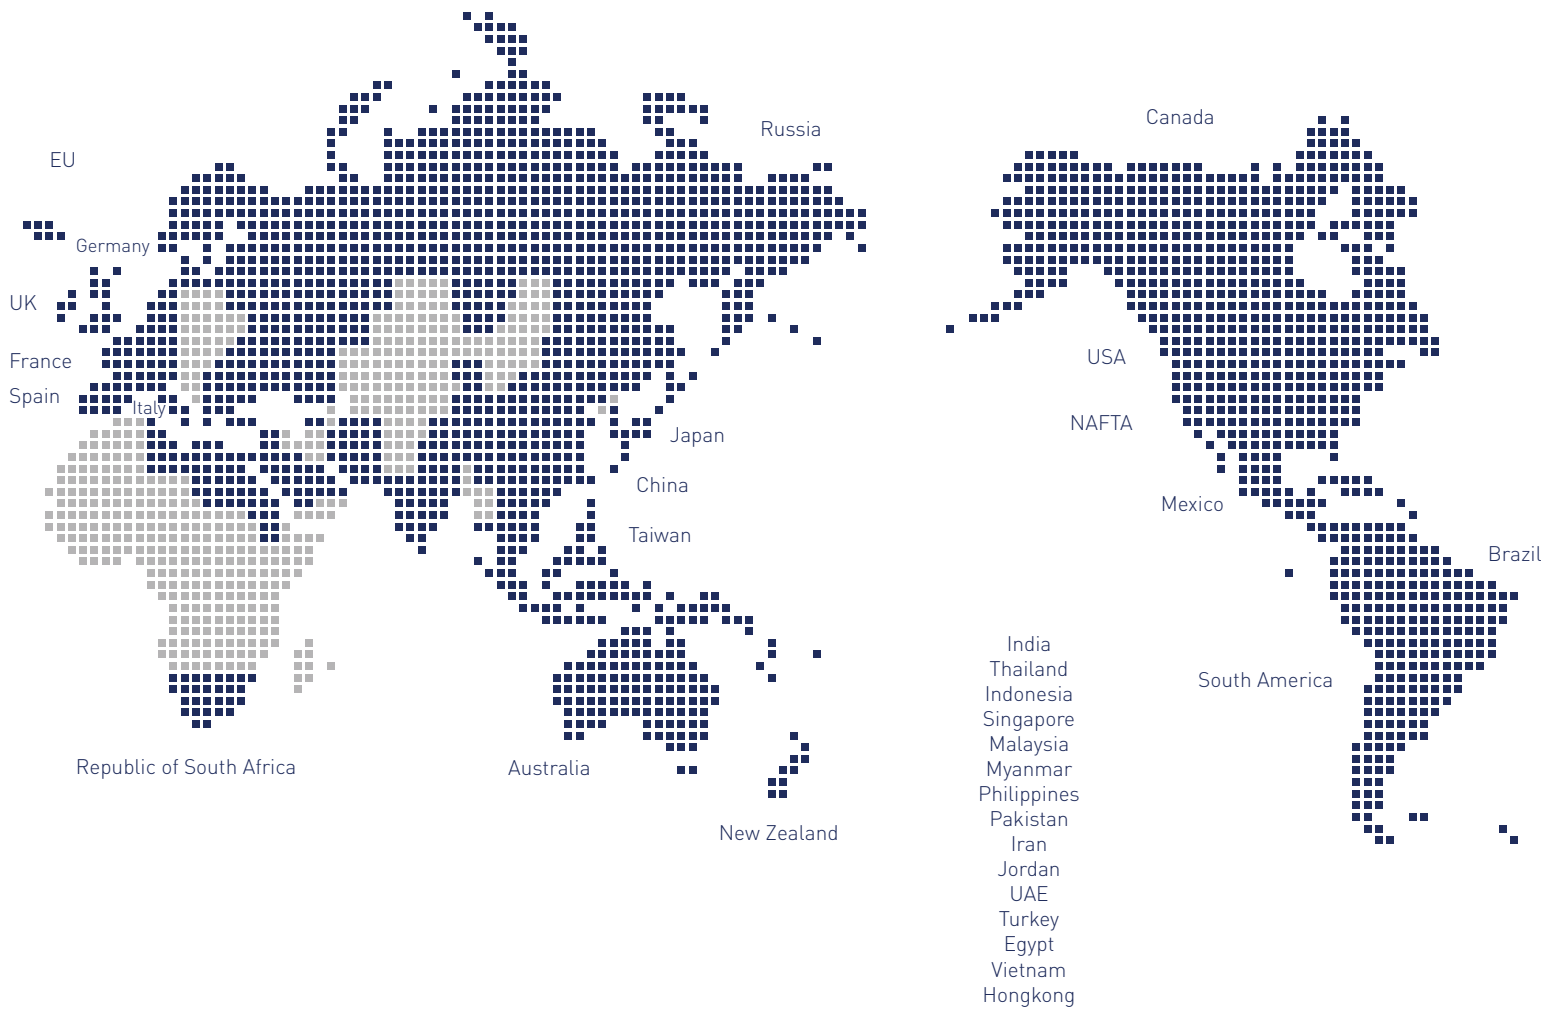 Canada
Russia
EU
Germany
UK
France
Spain
Italy
USA
NAFTA
Japan
China
Mexico
Taiwan
Brazil
South America
Republic of South Africa
Australia
New Zealand
India
Thailand
Indonesia
Singapore
Malaysia
Myanmar
Philippines
Pakistan
Iran
Jordan
UAE
Turkey
Egypt
Vietnam
Hongkong